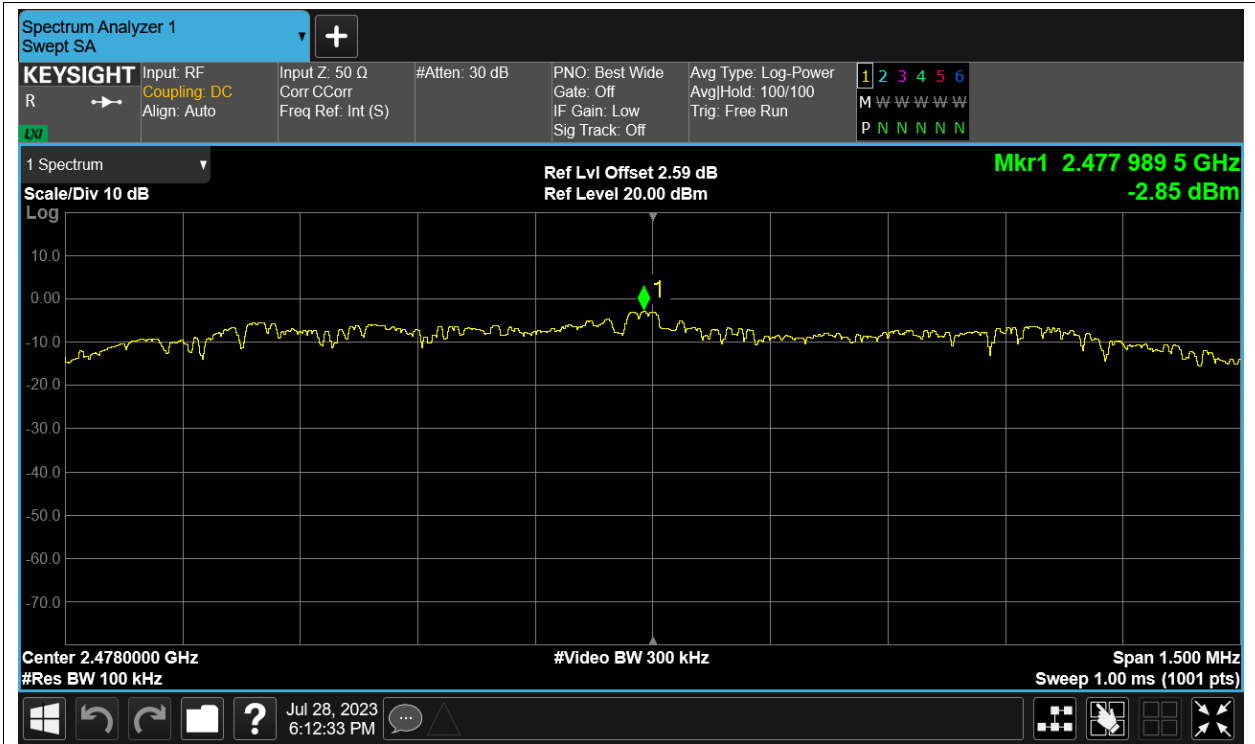 Spectrum Analyzer 1
Swept SA
KEYSIGHT
R
LXI
Input: RF
Coupling: DC
Align: Auto
Input Z: 50 Ω
Corr CCorr
Freq Ref: Int (S)
#Atten: 30 dB
PNO: Best Wide
Gate: Off
IF Gain: Low
Sig Track: Off
Avg Type: Log-Power
Avg|Hold: 100/100
Trig: Free Run
1 2 3 4 5 6
M W W W W W
P N N N N N
1 Spectrum
Scale/Div 10 dB
Log
Ref Lvl Offset 2.59 dB
Ref Level 20.00 dBm
Mkr1 2.477 989 5 GHz
-2.85 dBm
1
10.0
0.00
-10.0
-20.0
-30.0
-40.0
-50.0
-60.0
-70.0
Center 2.4780000 GHz
#Res BW 100 kHz
#Video BW 300 kHz
Span 1.500 MHz
Sweep 1.00 ms (1001 pts)
?
Jul 28, 2023
6:12:33 PM